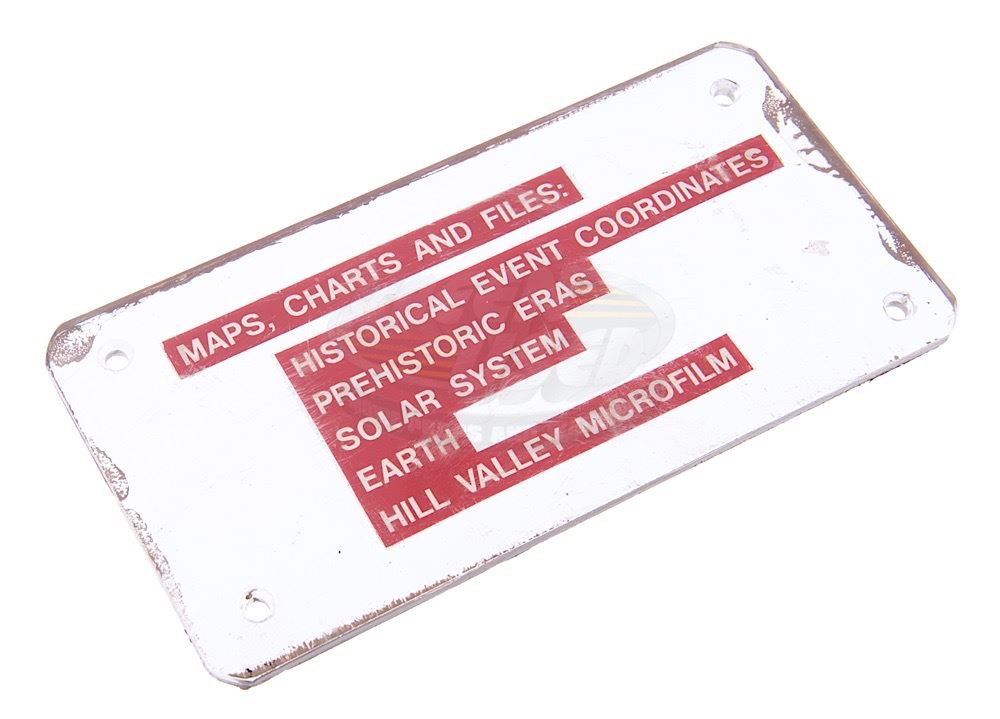 MAPS, CHARTS AND FILES:
HISTORICAL EVENT COORDINATES
PREHISTORIC ERAS
SOLAR SYSTEM
EARTH
HILL VALLEY MICROFILM